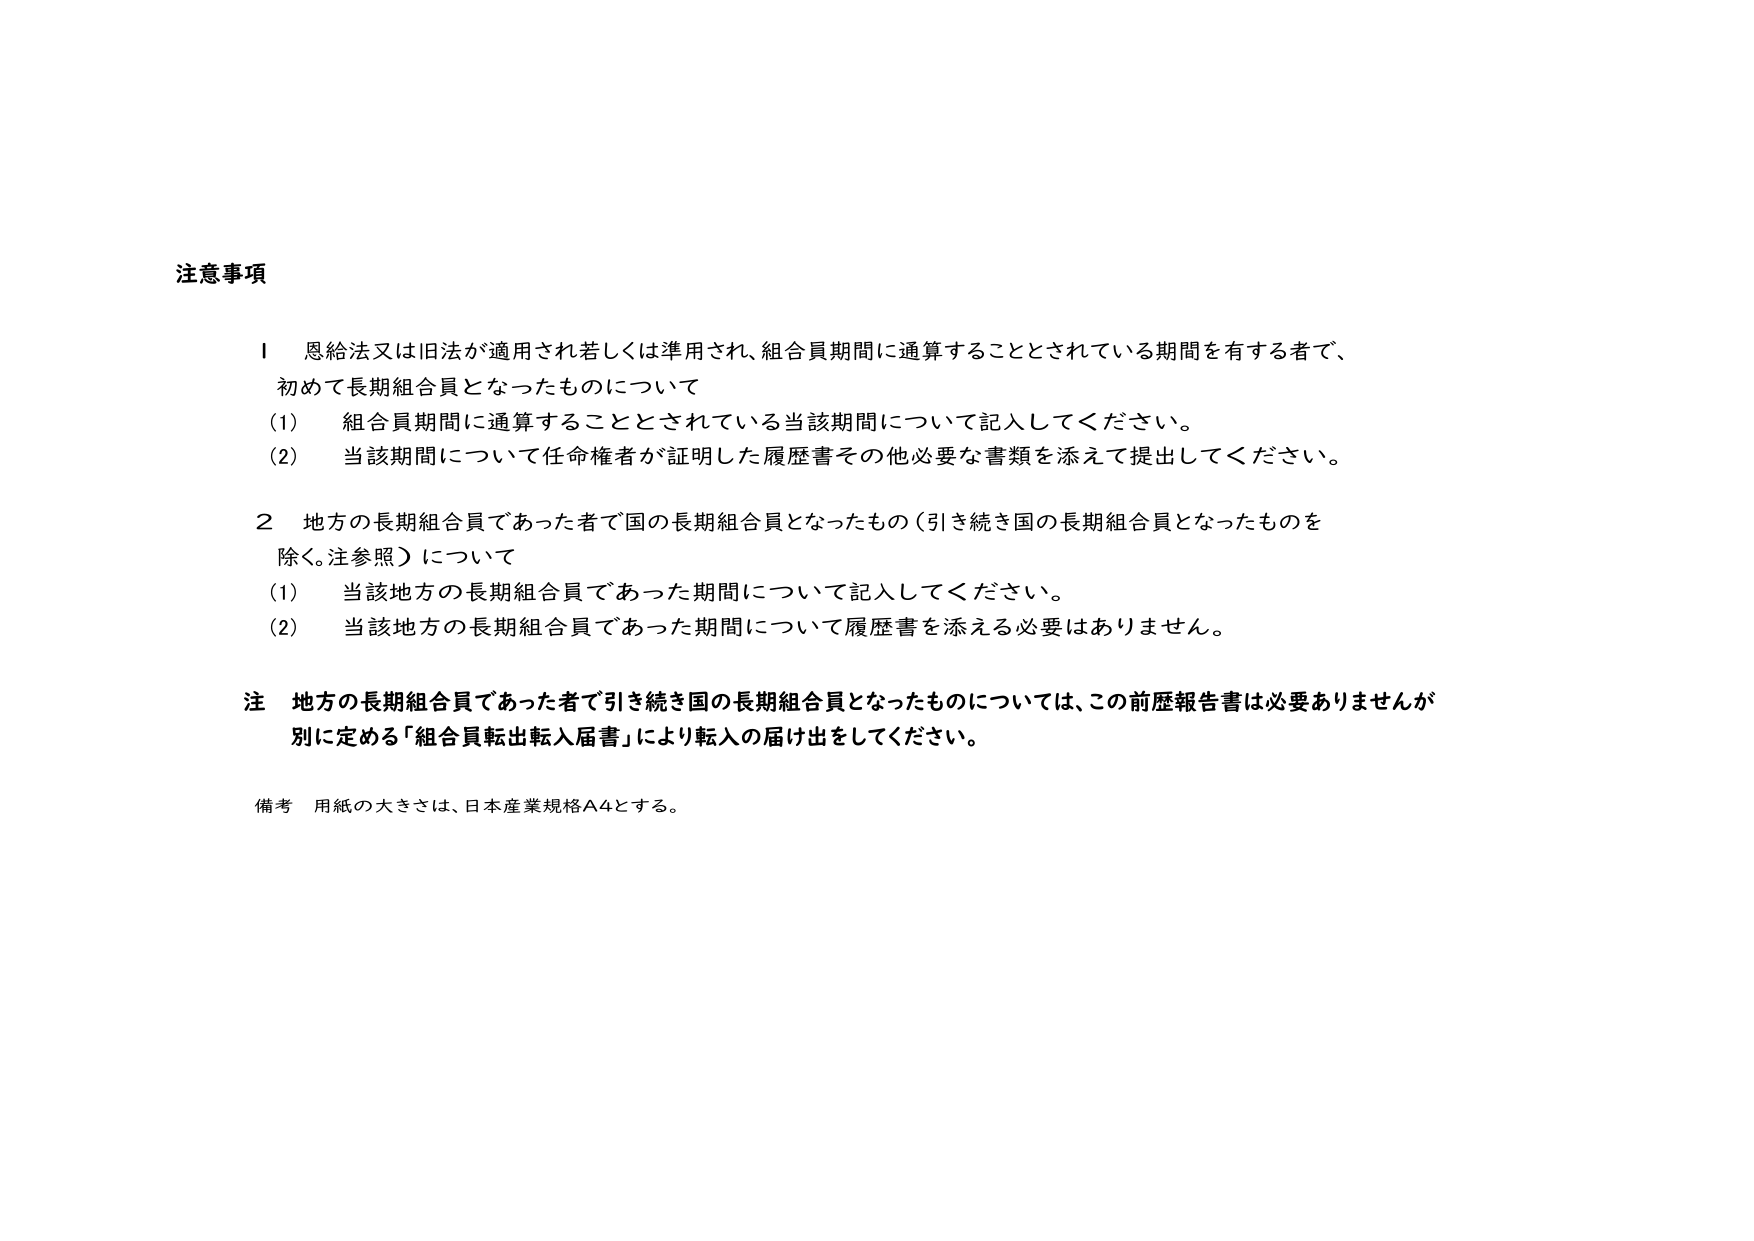 注意事項
1　恩給法又は旧法が適用され若しくは準用され、組合員期間に通算することとされている期間を有する者で、
初めて長期組合員となったものについて
(1)　組合員期間に通算することとされている当該期間について記入してください。
(2)　当該期間について任命権者が証明した履歴書その他必要な書類を添えて提出してください。
2　地方の長期組合員であった者で国の長期組合員となったもの（引き続き国の長期組合員となったものを
除く。注参照）について
(1)　当該地方の長期組合員であった期間について記入してください。
(2)　当該地方の長期組合員であった期間について履歴書を添える必要はありません。
注　地方の長期組合員であった者で引き続き国の長期組合員となったものについては、この前歴報告書は必要ありませんが
別に定める「組合員転出転入届書」により転入の届け出をしてください。
備考　用紙の大きさは、日本産業規格A4とする。